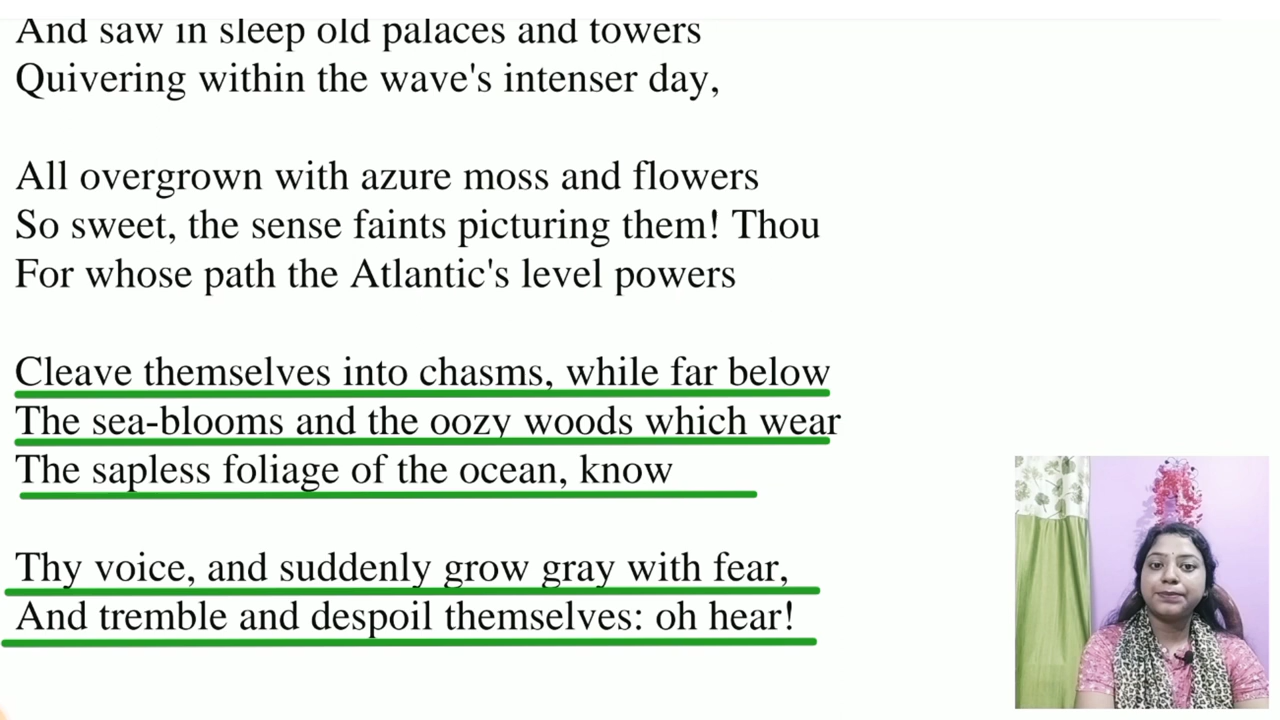 And saw in sleep old palaces and towers
Quivering within the wave's intenser day,
All overgrown with azure moss and flowers
So sweet, the sense faints picturing them! Thou
For whose path the Atlantic's level powers
Cleave themselves into chasms, while far below
The sea-blooms and the oozy woods which wear
The sapless foliage of the ocean, know
Thy voice, and suddenly grow gray with fear,
And tremble and despoil themselves: oh hear!